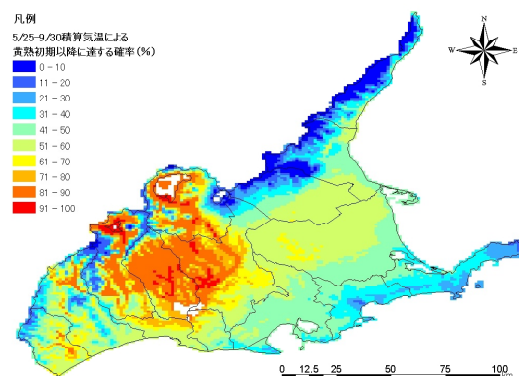 凡例
5/25-9/30積算気温による
黄熟初期以降に達する確率(%)
0 - 10
11 - 20
21 - 30
31 - 40
41 - 50
51 - 60
61 - 70
71 - 80
81 - 90
91 - 100
N
W E
S
0 12.5 25 50 75 100
km